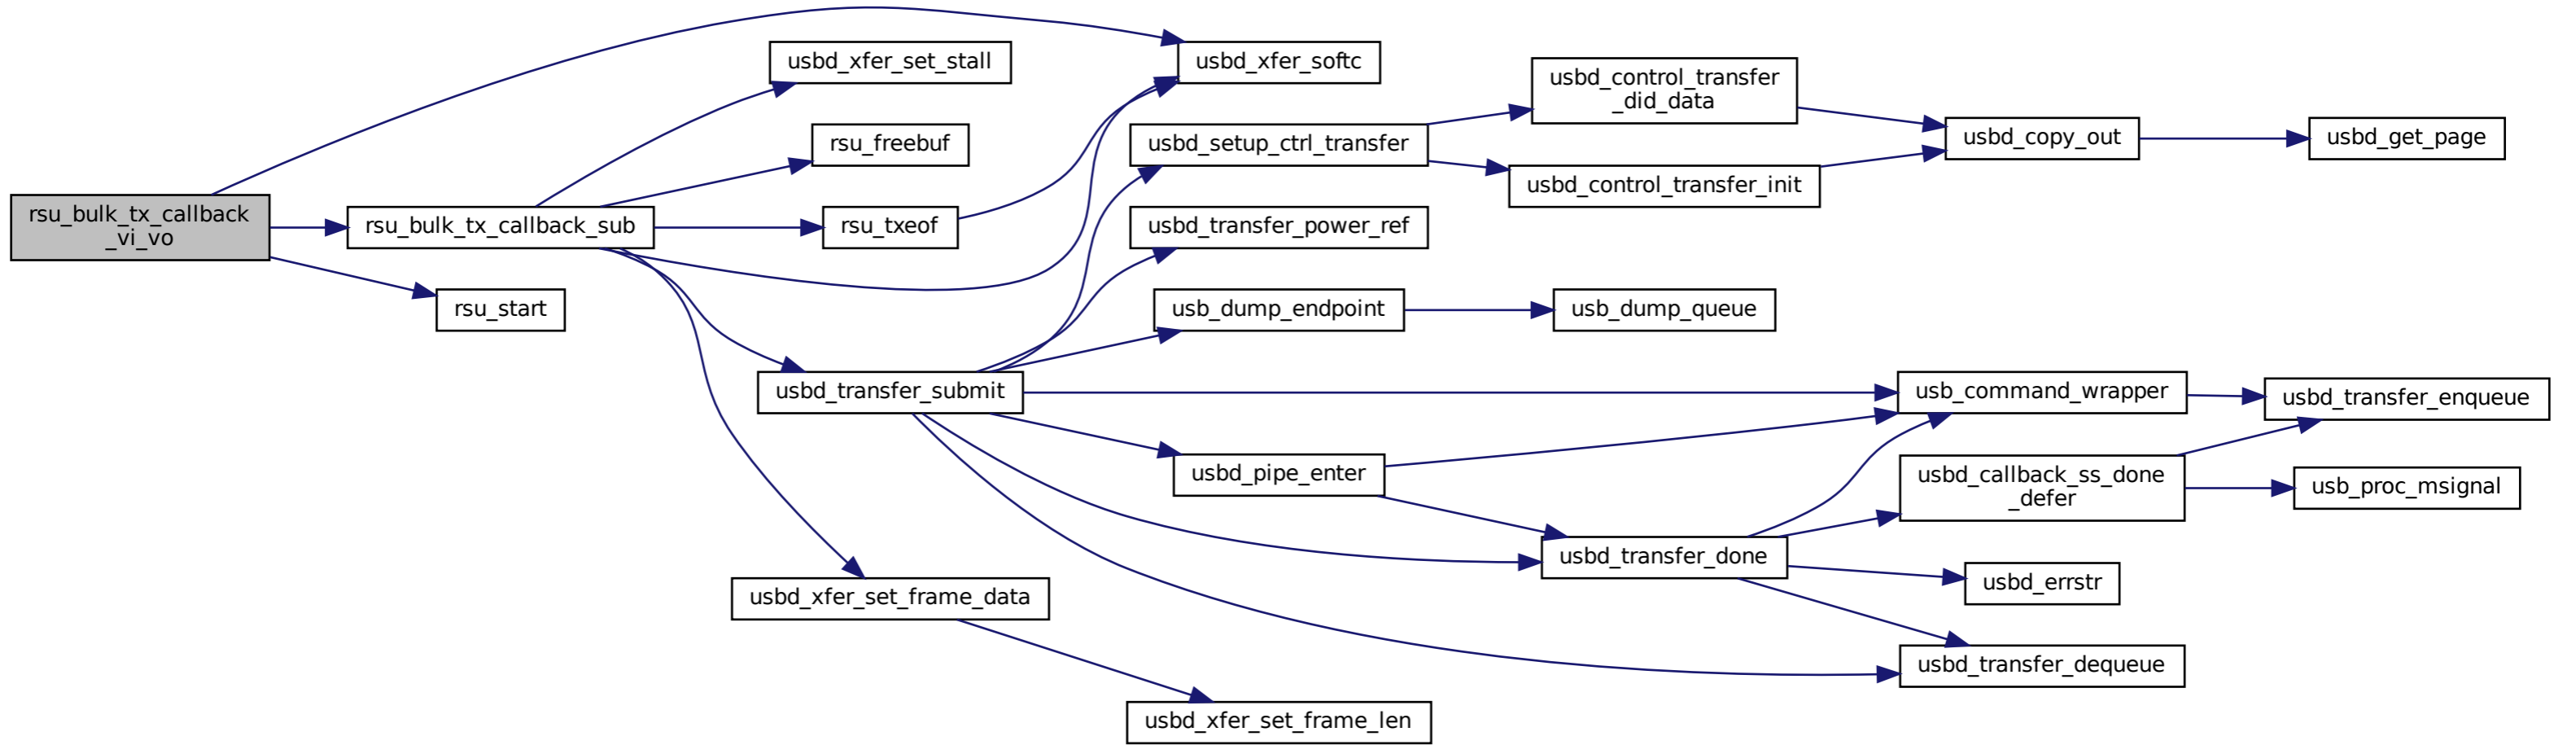 rsu_bulk_tx_callback
_vi_vo
rsu_bulk_tx_callback_sub
rsu_start
usbd_xfer_set_stall
rsu_freebuf
rsu_txeof
usbd_transfer_submit
usbd_xfer_set_frame_data
usbd_xfer_softc
usbd_setup_ctrl_transfer
usbd_transfer_power_ref
usb_dump_endpoint
usbd_pipe_enter
usbd_xfer_set_frame_len
usbd_control_transfer
_did_data
usbd_control_transfer_init
usb_dump_queue
usbd_transfer_done
usbd_copy_out
usb_command_wrapper
usbd_callback_ss_done
_defer
usbd_errstr
usbd_transfer_dequeue
usbd_get_page
usbd_transfer_enqueue
usb_proc_msignal